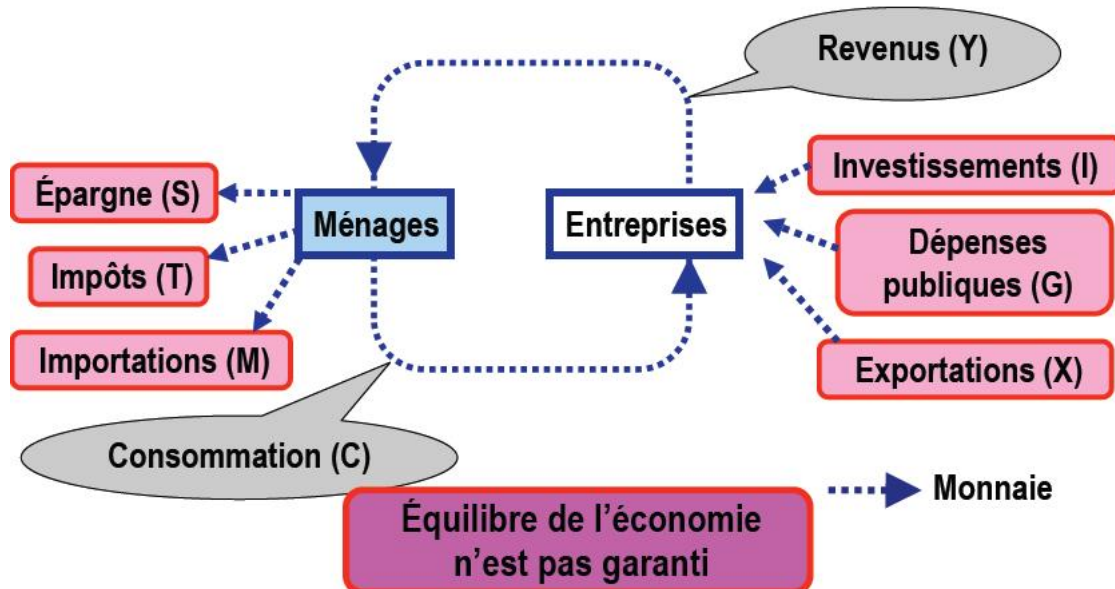 Revenus (Y)
Épargne (S)
Impôts (T)
Importations (M)
Ménages
Entreprises
Investissements (I)
Dépenses
publiques (G)
Exportations (X)
Consommation (C)
Monnaie
Équilibre de l’économie
n’est pas garanti